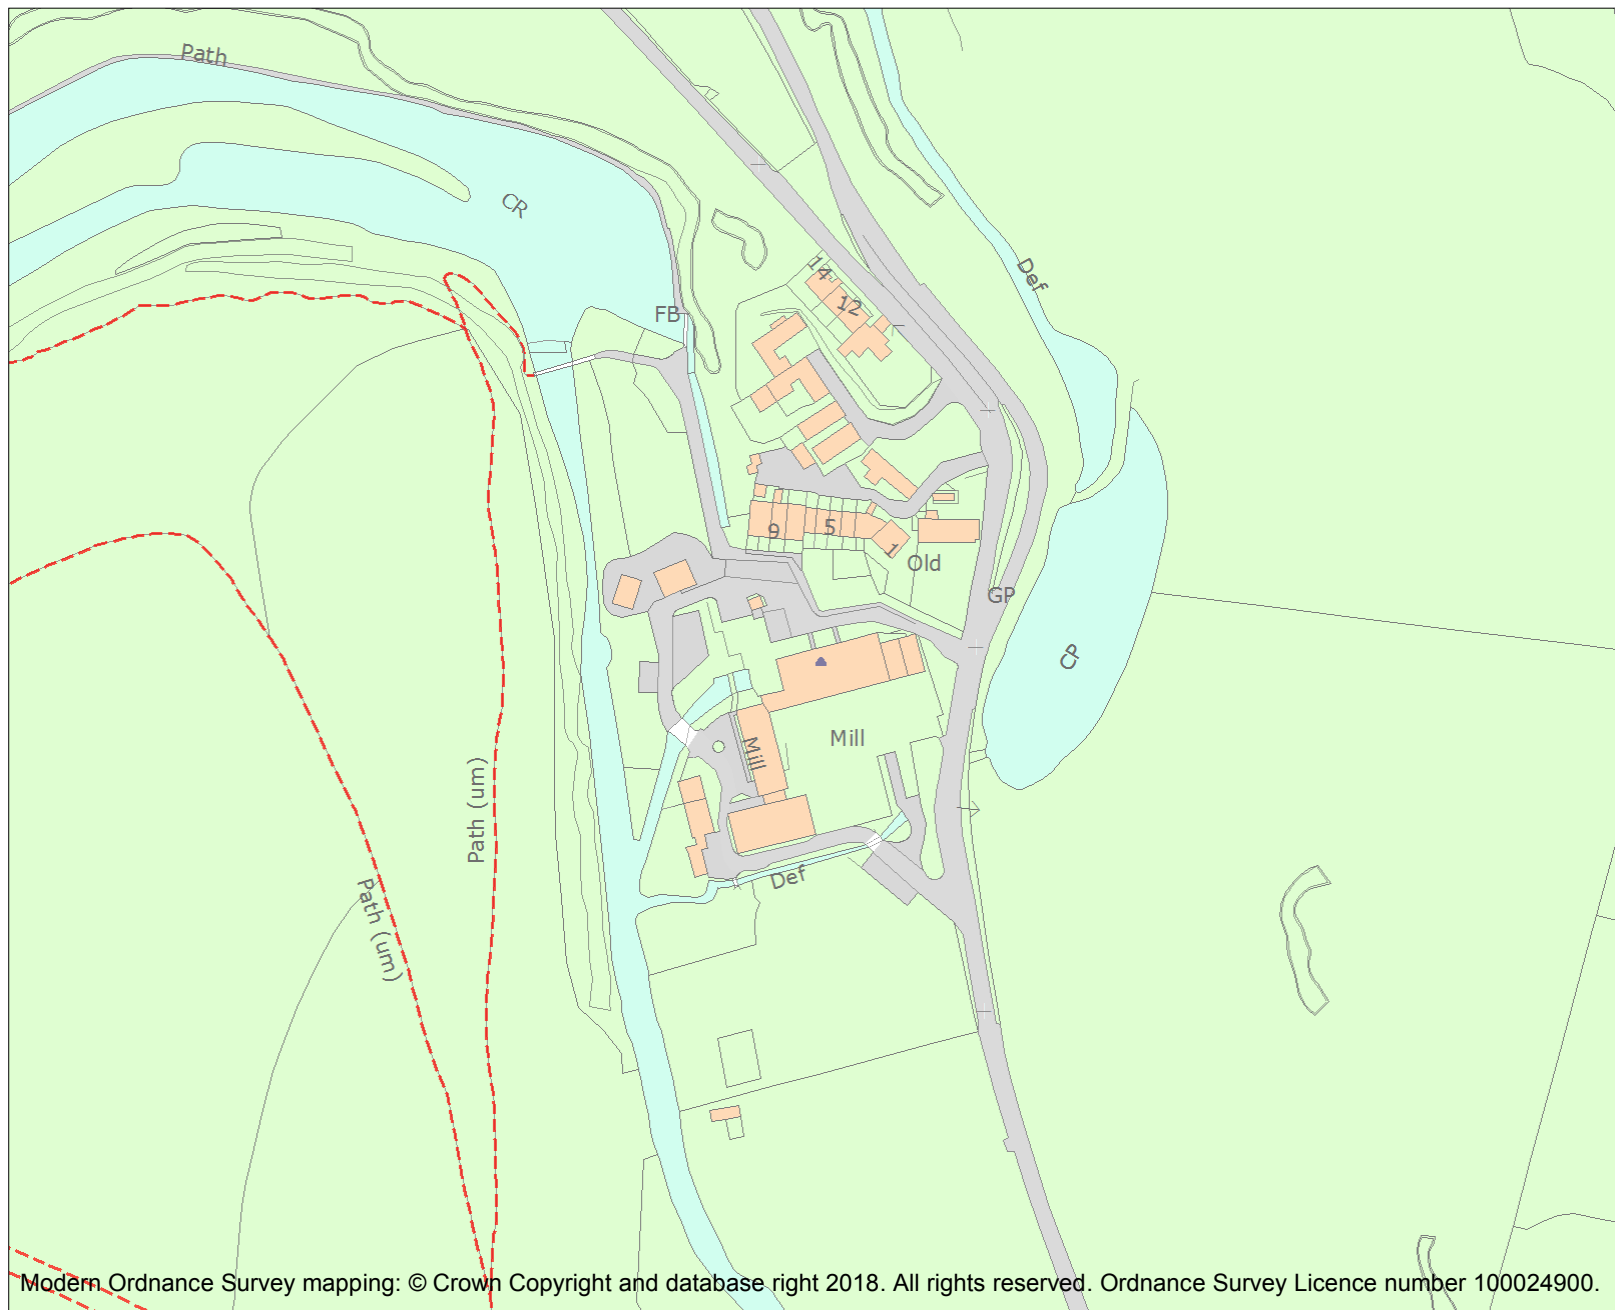 Path
CR
Def
14
12
FB
9
5
1
Old
GP
CP
Mill
Mill
Path (um)
Def
Path (um)
Modern Ordnance Survey mapping: © Crown Copyright and database right 2018. All rights reserved. Ordnance Survey Licence number 100024900.